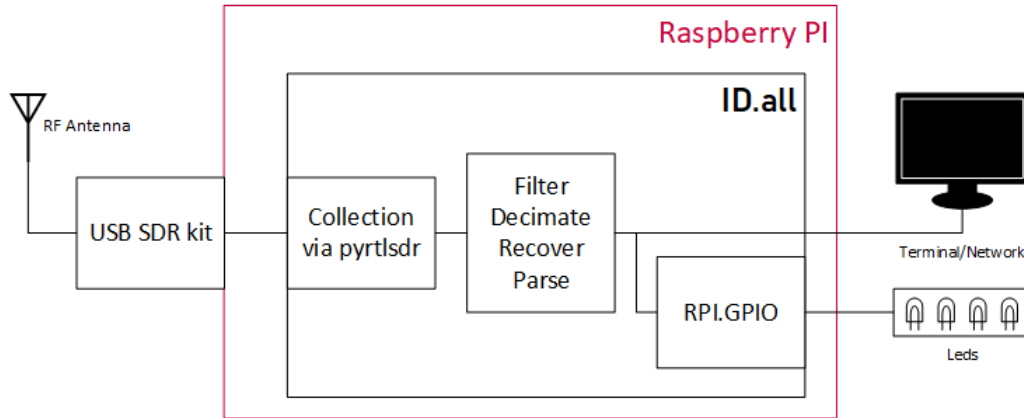 Raspberry PI
ID.all
RF Antenna
USB SDR kit
Collection
via pyrtlsdr
Filter
Decimate
Recover
Parse
RPI.GPIO
Terminal/Network
Leds